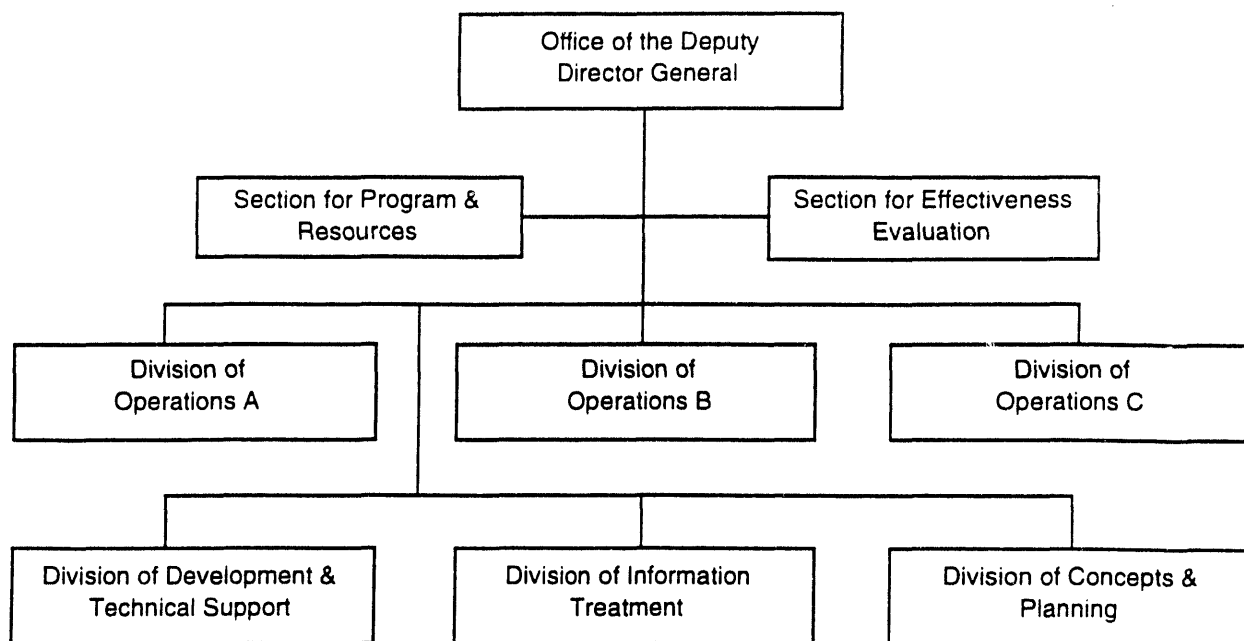 Office of the Deputy
Director General
Section for Program &
Resources
Section for Effectiveness
Evaluation
Division of
Operations A
Division of
Operations B
Division of
Operations C
Division of Development &
Technical Support
Division of Information
Treatment
Division of Concepts &
Planning